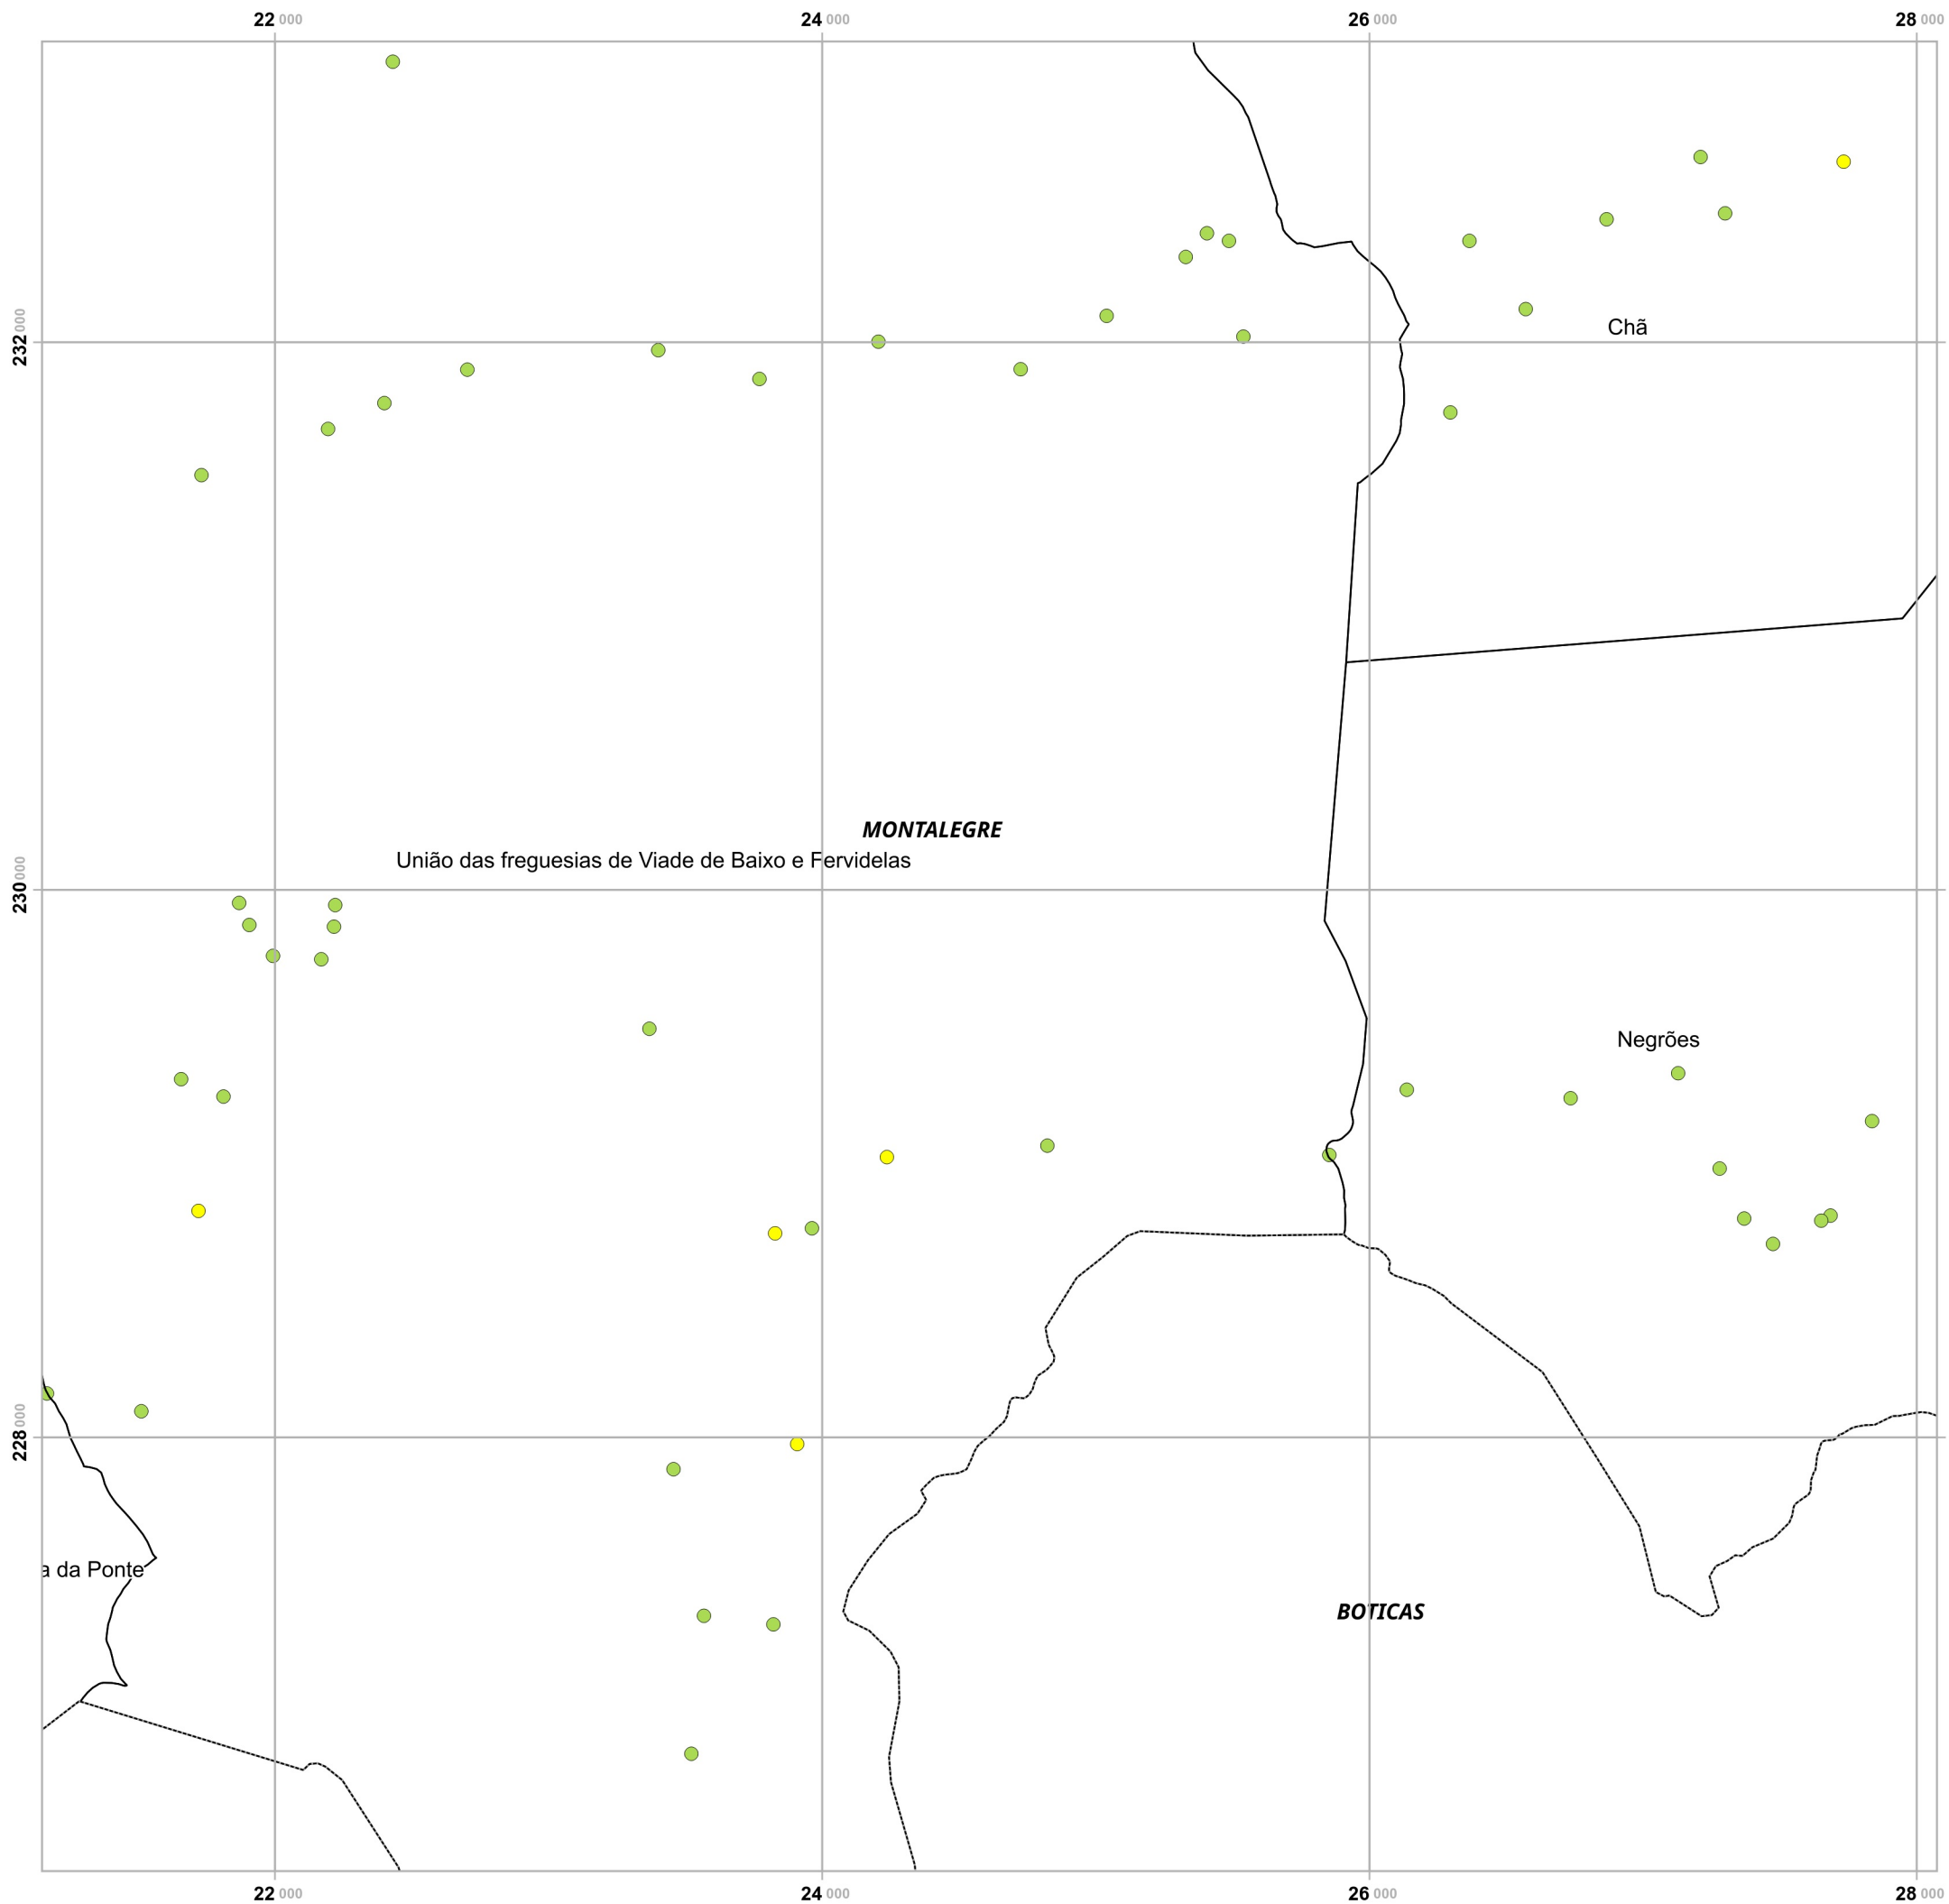 22 000 24 000 26 000 28 000
232 000
Chã
MONTALEGRE
União das freguesias de Viade de Baixo e Fervidelas
230 000
Negrões
228 000
a da Ponte
BOTICAS
22 000 24 000 26 000 28 000